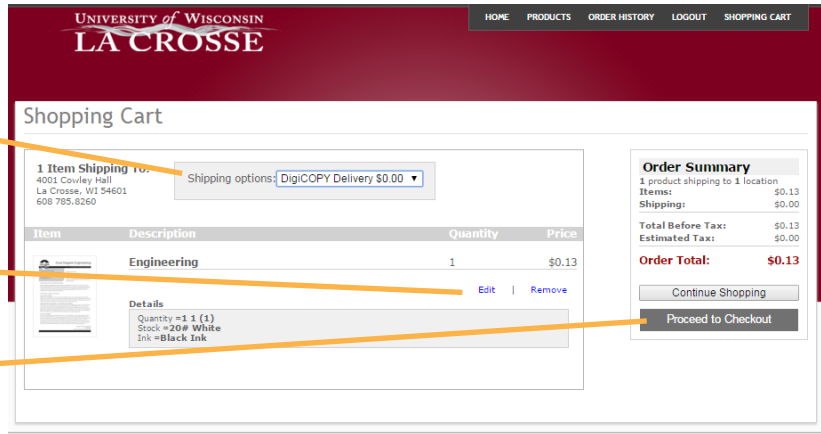 UNIVERSITY of WISCONSIN
LA CROSSE
HOME PRODUCTS ORDER HISTORY LOGOUT SHOPPING CART
Shopping Cart
1 Item Shipping To:
4001 Cowley Hall
La Crosse, WI 54601
608 785.8260
Shipping options: DigiCOPY Delivery $0.00
Item Description Quantity Price
Engineering 1 $0.13
Edit | Remove
Details
Quantity =1 1 (1)
Stock =20# White
Ink =Black Ink
Order Summary
1 product shipping to 1 location
Items: $0.13
Shipping: $0.00
Total Before Tax: $0.13
Estimated Tax: $0.00
Order Total: $0.13
Continue Shopping
Proceed to Checkout